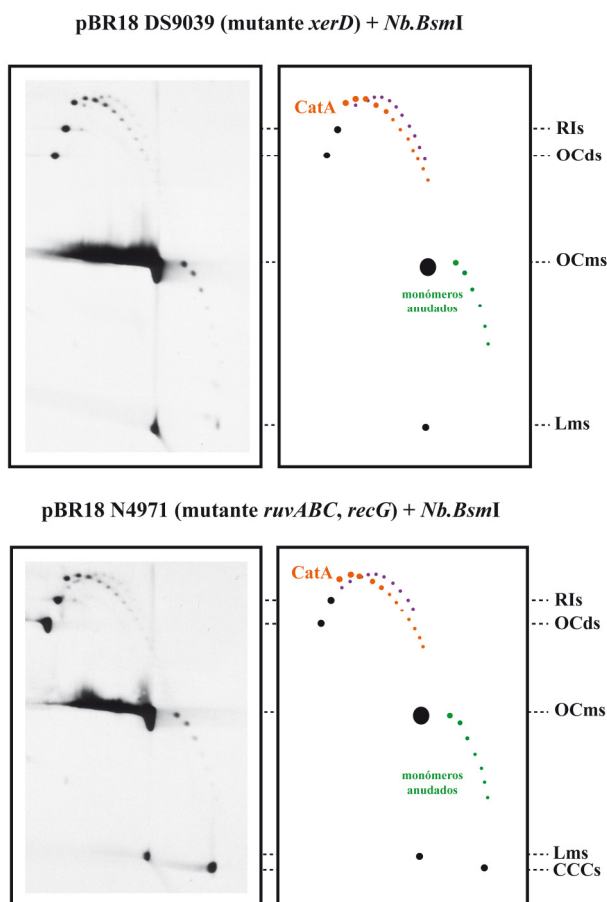 pBR18 DS9039 (mutante xerD) + Nb.BsmI
CatA
RIs
OCds
OCms
monómeros
anudados
Lms
pBR18 N4971 (mutante ruvABC, recG) + Nb.BsmI
CatA
RIs
OCds
OCms
monómeros
anudados
Lms
CCCs